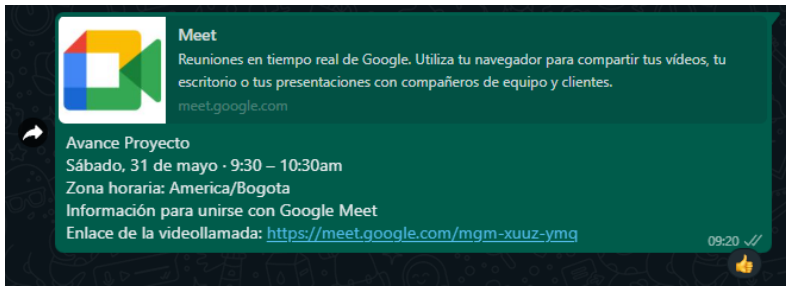 Meet
Reuniones en tiempo real de Google. Utiliza tu navegador para compartir tus vídeos, tu
escritorio o tus presentaciones con compañeros de equipo y clientes.
meet.google.com
Avance Proyecto
Sábado, 31 de mayo · 9:30 – 10:30am
Zona horaria: America/Bogota
Información para unirse con Google Meet
Enlace de la videollamada: https://meet.google.com/mgm-xuuz-ymq
09:20